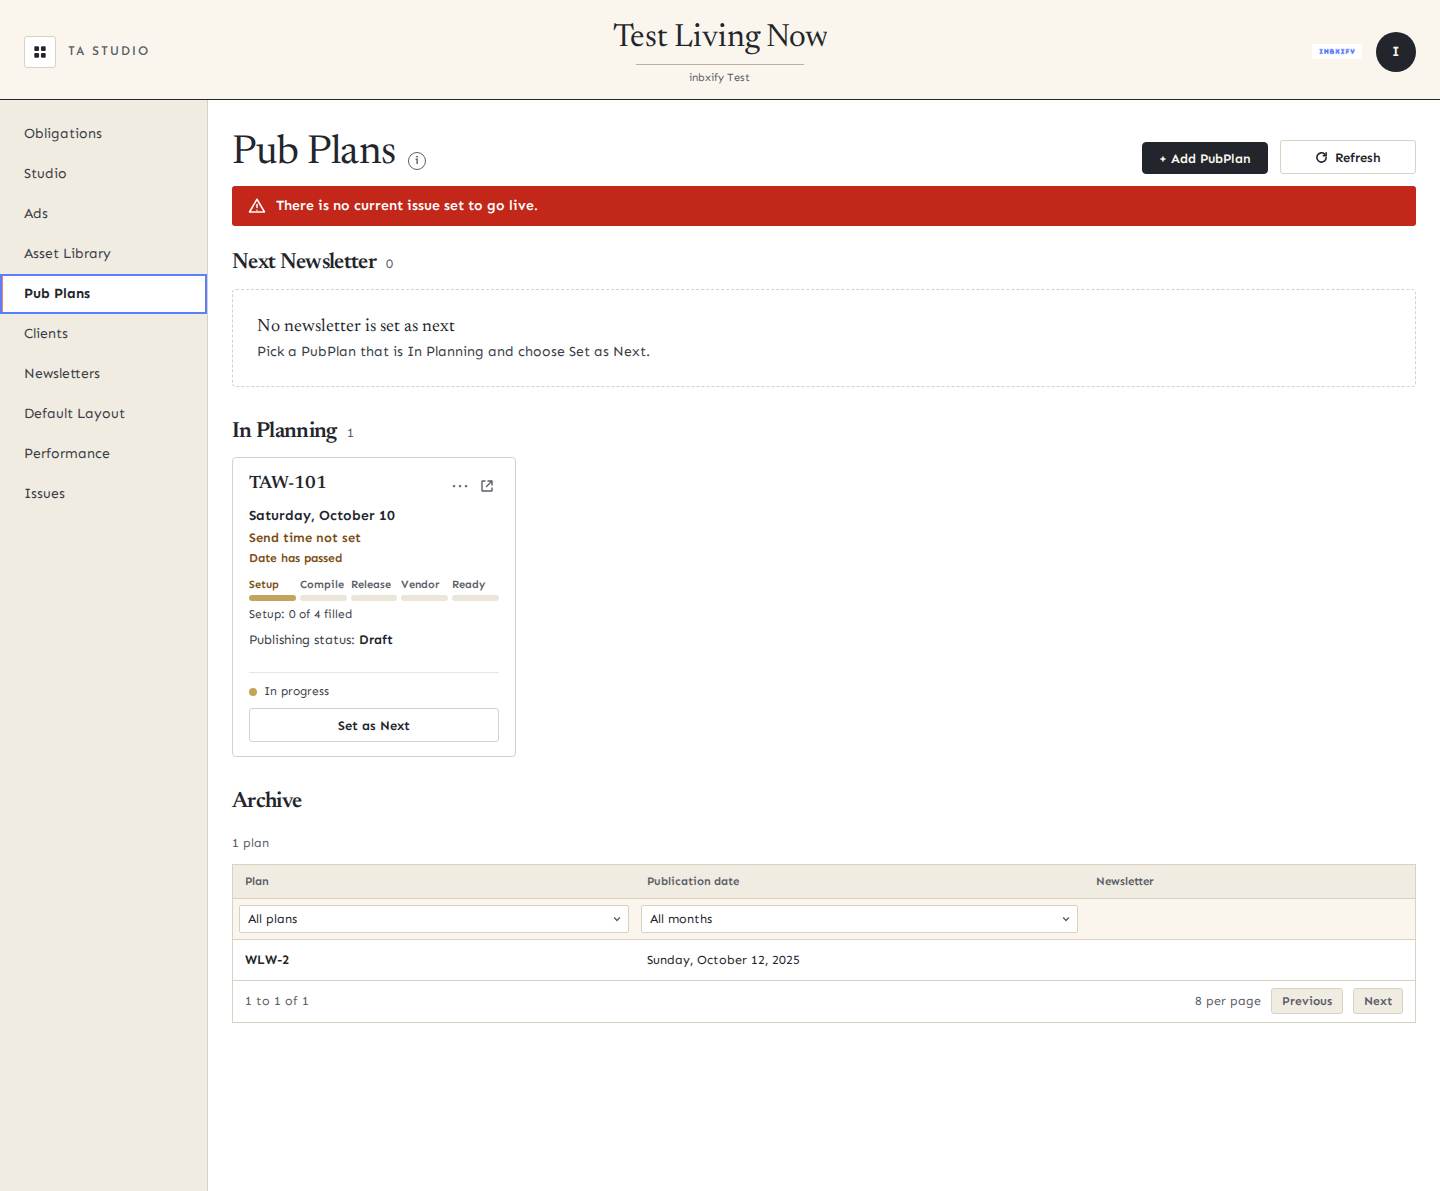 TA STUDIO
Test Living Now
inbxify Test
INBXIFY
I
Obligations
Studio
Ads
Asset Library
Pub Plans
Clients
Newsletters
Default Layout
Performance
Issues
Pub Plans
+ Add PubPlan
Refresh
There is no current issue set to go live.
Next Newsletter 0
No newsletter is set as next
Pick a PubPlan that is In Planning and choose Set as Next.
In Planning 1
TAW-101
Saturday, October 10
Send time not set
Date has passed
Setup Compile Release Vendor Ready
Setup: 0 of 4 filled
Publishing status: Draft
In progress
Set as Next
Archive
1 plan
Plan Publication date Newsletter
All plans All months
WLW-2 Sunday, October 12, 2025
1 to 1 of 1 8 per page Previous Next